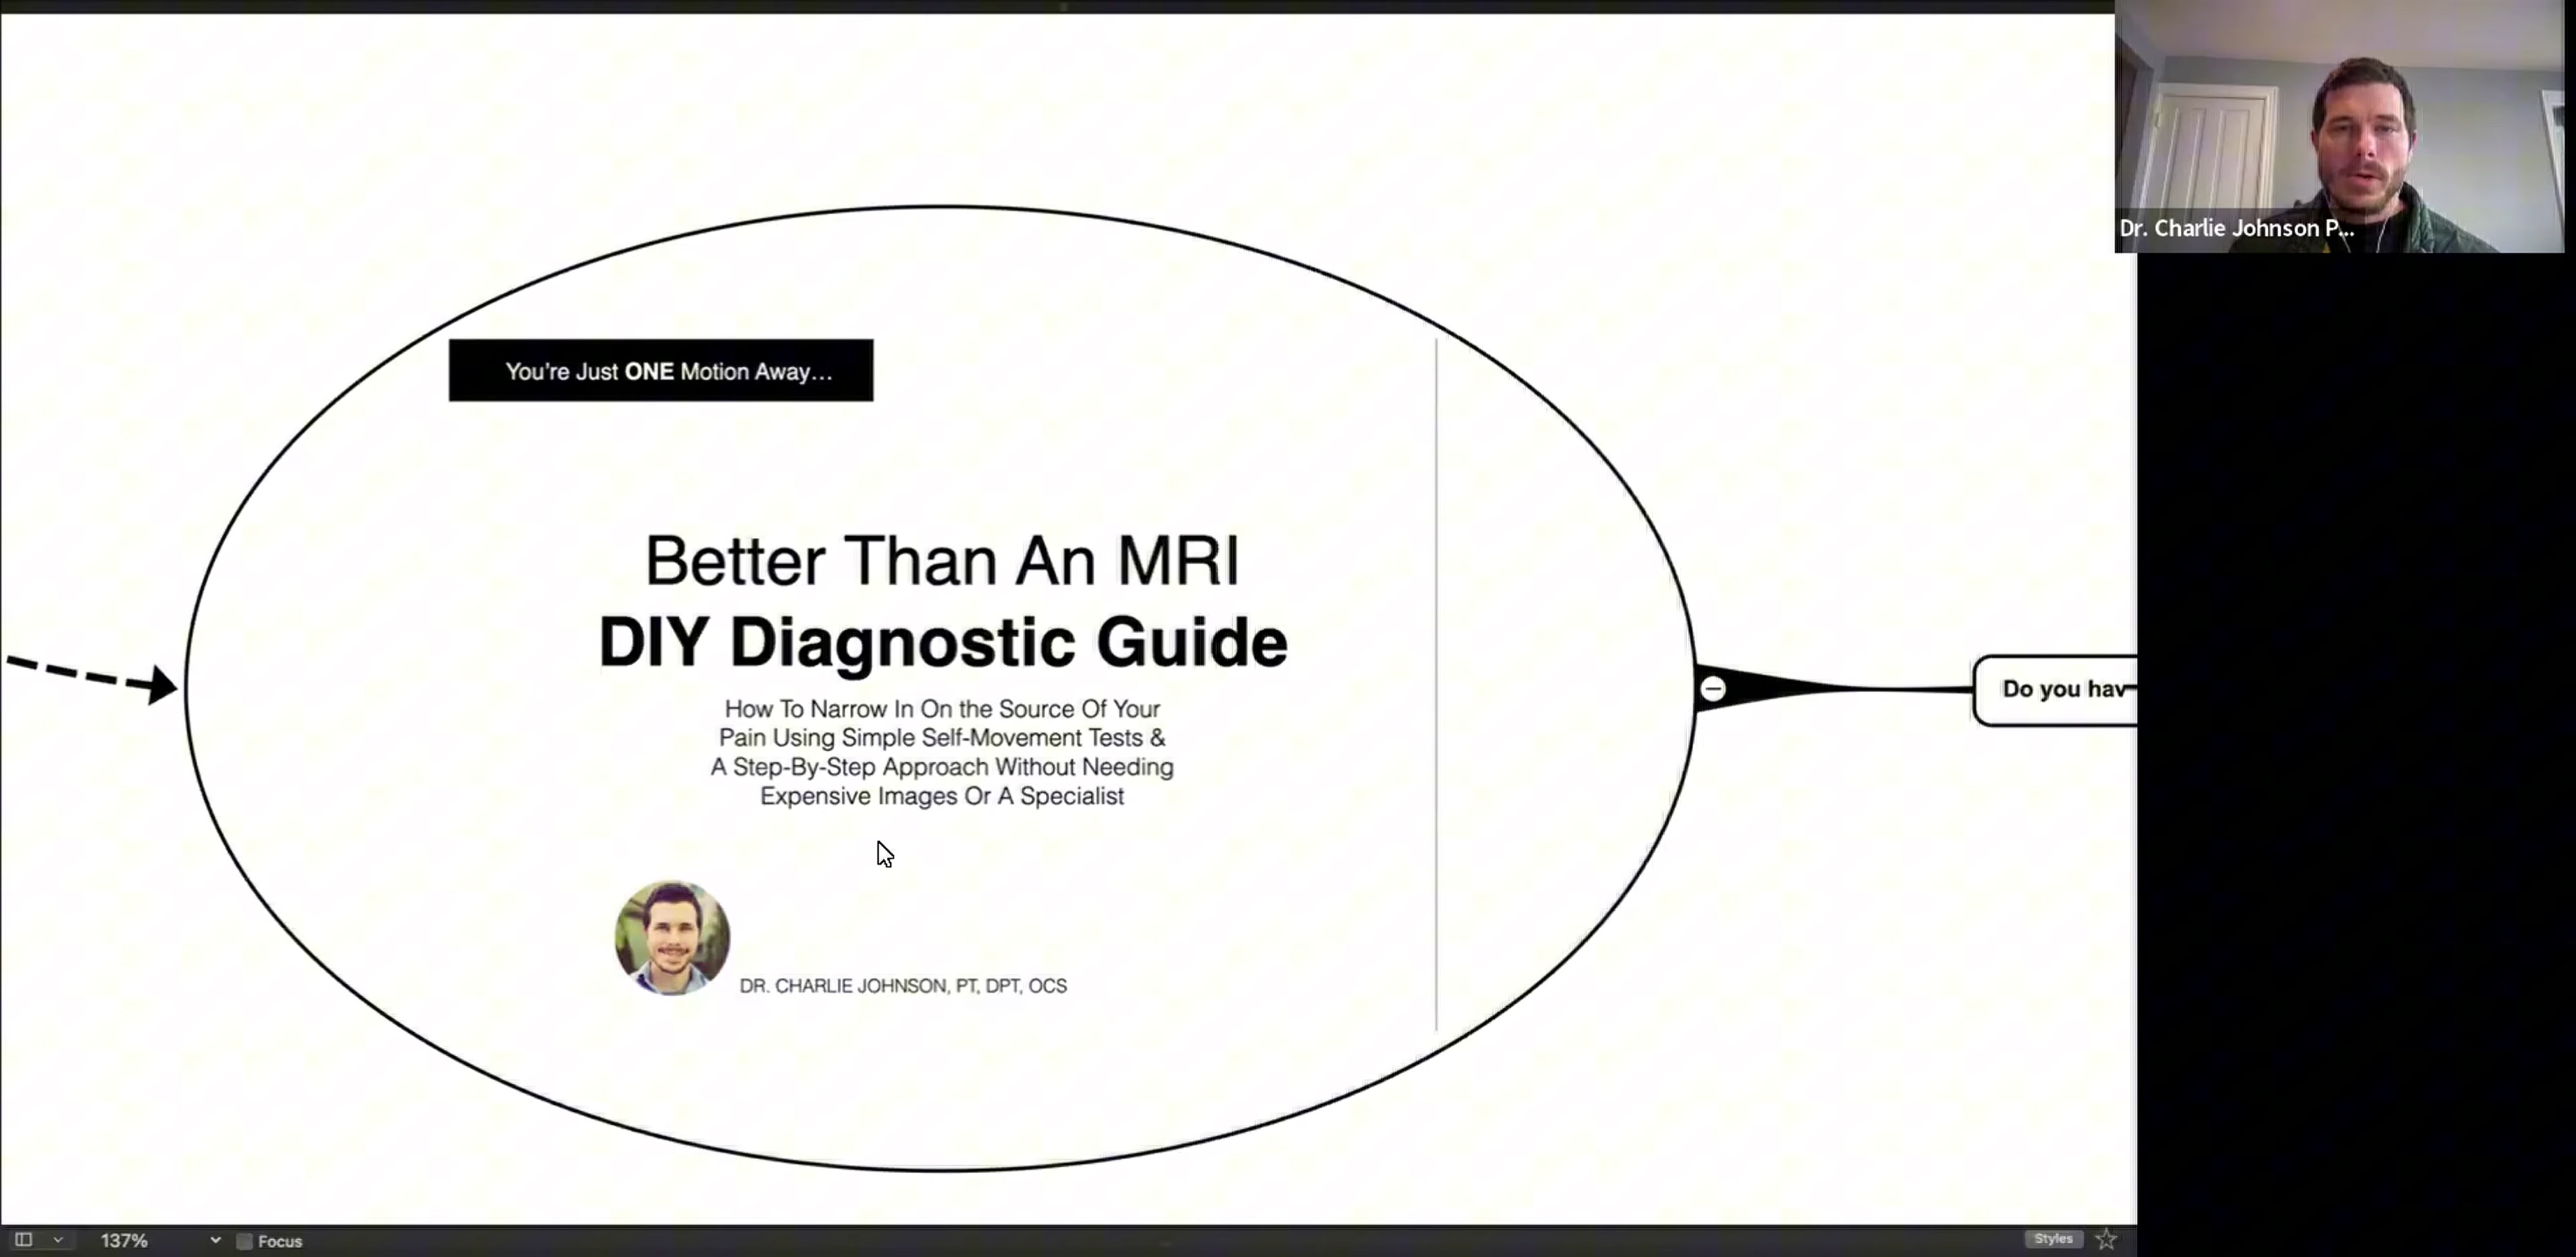 Dr. Charlie Johnson P...
You're Just ONE Motion Away...
Better Than An MRI
DIY Diagnostic Guide
How To Narrow In On the Source Of Your
Pain Using Simple Self-Movement Tests &
A Step-By-Step Approach Without Needing
Expensive Images Or A Specialist
DR. CHARLIE JOHNSON, PT, DPT, OCS
Do you hav
137%
Focus
Styles